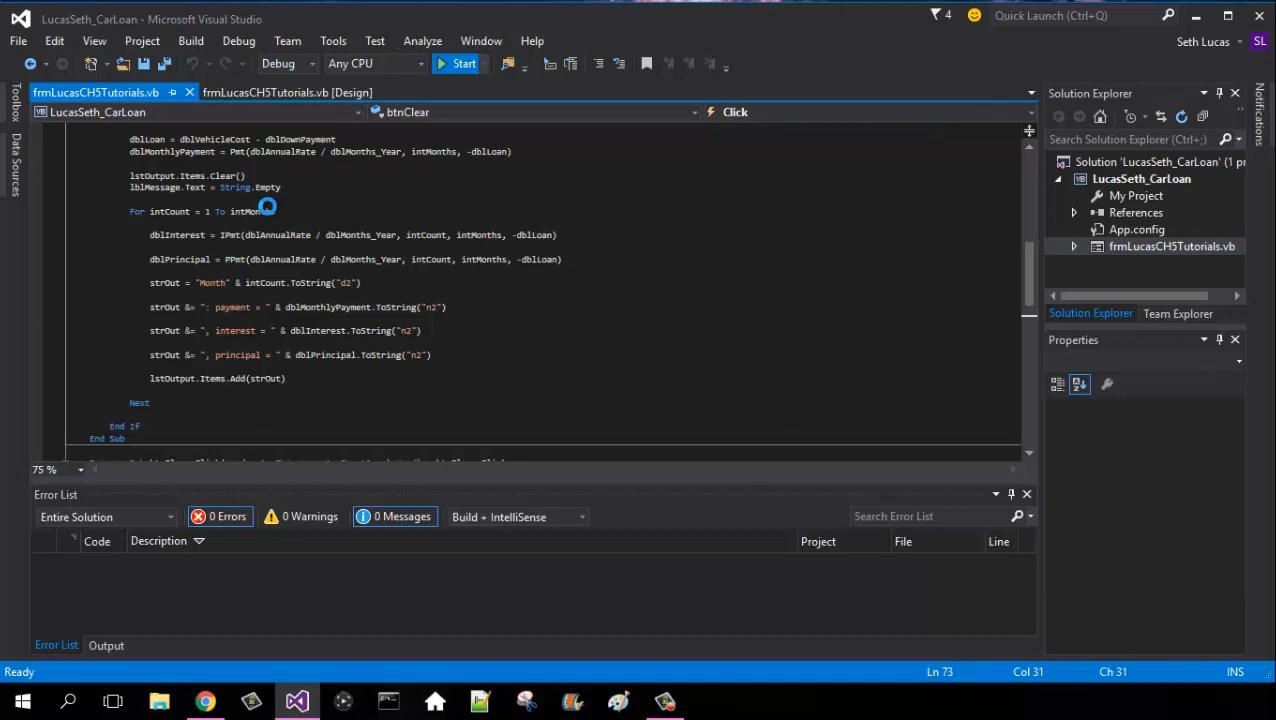 LucasSeth_CarLoan - Microsoft Visual Studio
4
Quick Launch (Ctrl+Q)
File Edit View Project Build Debug Team Tools Test Analyze Window Help
Seth Lucas SL
Debug Any CPU Start
Toolbox
Data Sources
frmLucasCH5Tutorials.vb frmLucasCH5Tutorials.vb [Design]
LucasSeth_CarLoan btnClear Click
dblLoan = dblVehicleCost - dblDownPayment
dblMonthlyPayment = Pmt(dblAnnualRate / dblMonths_Year, intMonths, -dblLoan)
lstOutput.Items.Clear()
lblMessage.Text = String.Empty
For intCount = 1 To
dblInterest = IPmt(dblAnnualRate / dblMonths_Year, intCount, intMonths, -dblLoan)
dblPrincipal = PPmt(dblAnnualRate / dblMonths_Year, intCount, intMonths, -dblLoan)
strOut = "Month" & intCount.ToString("d2")
strOut &= ": payment = " & dblMonthlyPayment.ToString("n2")
strOut &= ", interest = " & dblInterest.ToString("n2")
strOut &= ", principal = " & dblPrincipal.ToString("n2")
lstOutput.Items.Add(strOut)
Next
End If
End Sub
75 %
Solution Explorer
Search Solution Explorer (Ctrl+;)
Solution 'LucasSeth_CarLoan' (1 pr
LucasSeth_CarLoan
My Project
References
App.config
frmLucasCH5Tutorials.vb
Solution Explorer Team Explorer
Properties
Notifications
Error List
Entire Solution 0 Errors 0 Warnings 0 Messages Build + IntelliSense Search Error List
Code Description Project File Line
Error List Output
Ready Ln 73 Col 31 Ch 31 INS